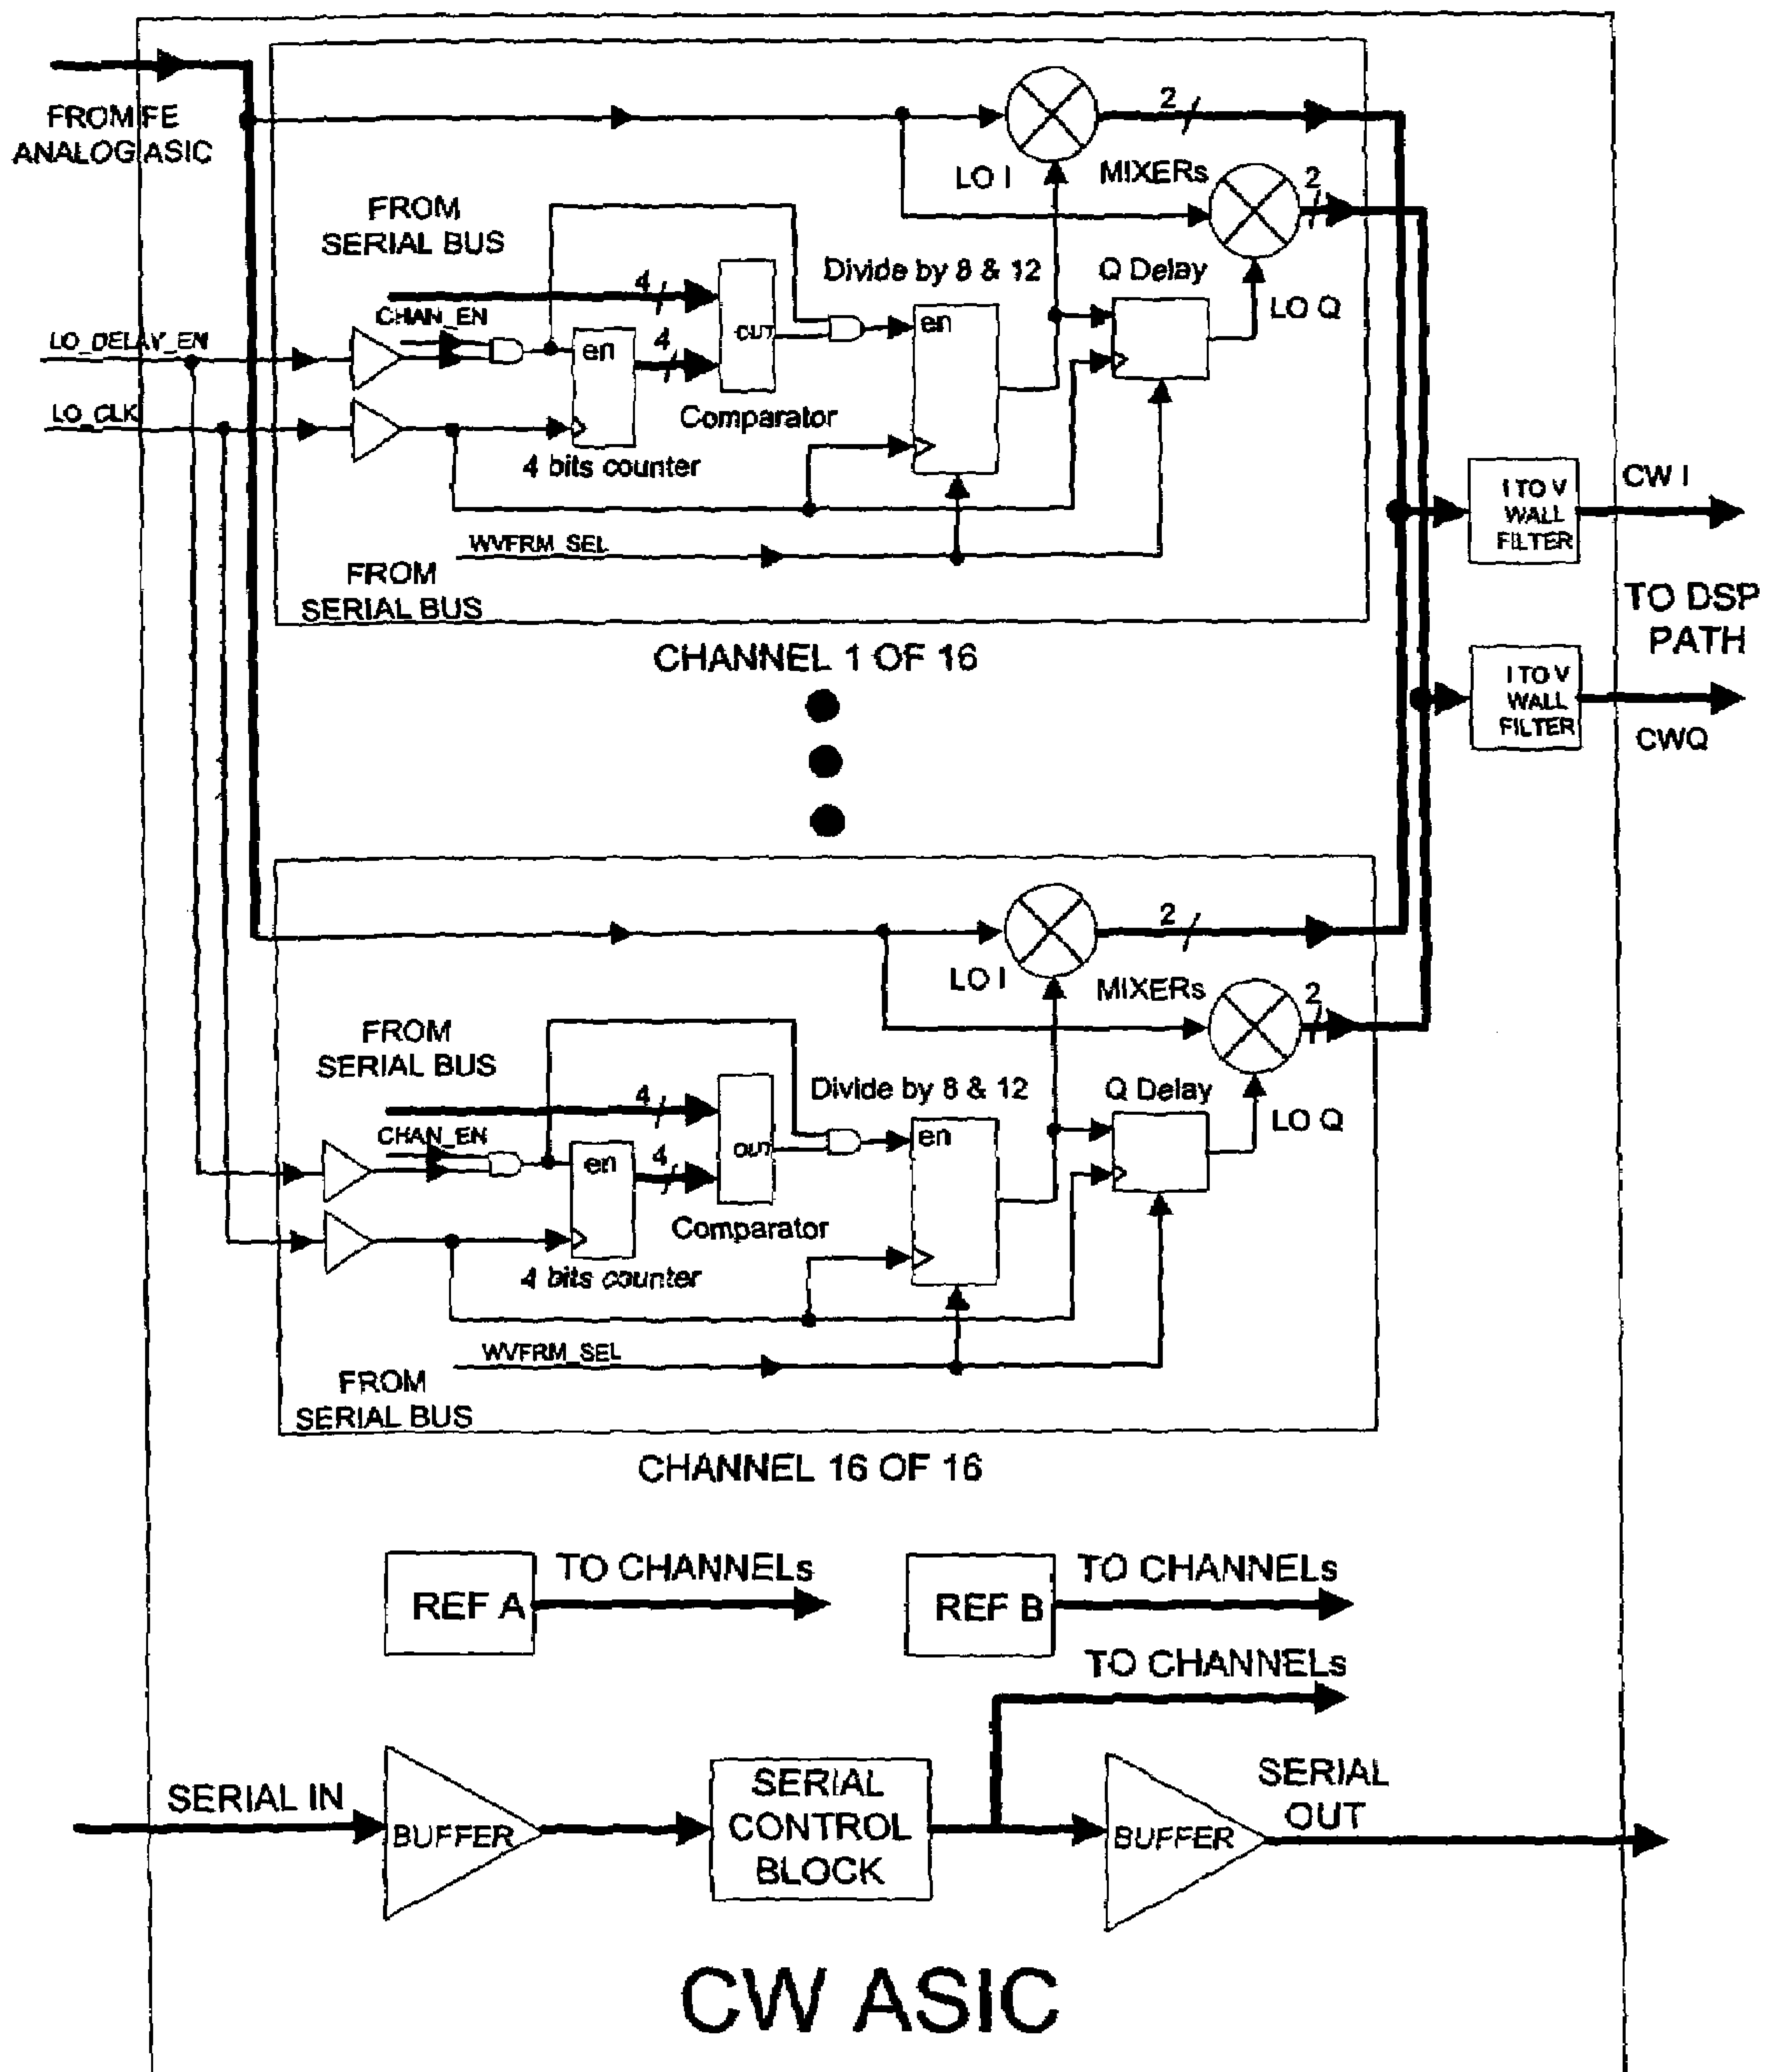 FROM FE
ANALOG ASIC
LO I
MIXERs
2
2
FROM
SERIAL BUS
Divide by 8 & 12
Q Delay
LO Q
4
CHAN_EN
OUT
en
LO_DELAY_EN
en
4
LO_CLK
Comparator
4 bits counter
WVFRM_SEL
FROM
SERIAL BUS
I TO V
WALL
FILTER
CW I
TO DSP
PATH
CHANNEL 1 OF 16
I TO V
WALL
FILTER
CWQ
2
LO I
MIXERs
2
FROM
SERIAL BUS
Divide by 8 & 12
Q Delay
LO Q
4
CHAN_EN
OUT
en
en
4
Comparator
4 bits counter
WVFRM_SEL
FROM
SERIAL BUS
CHANNEL 16 OF 16
REF A
TO CHANNELs
REF B
TO CHANNELs
TO CHANNELs
SERIAL IN
BUFFER
SERIAL
CONTROL
BLOCK
BUFFER
SERIAL
OUT
CW ASIC